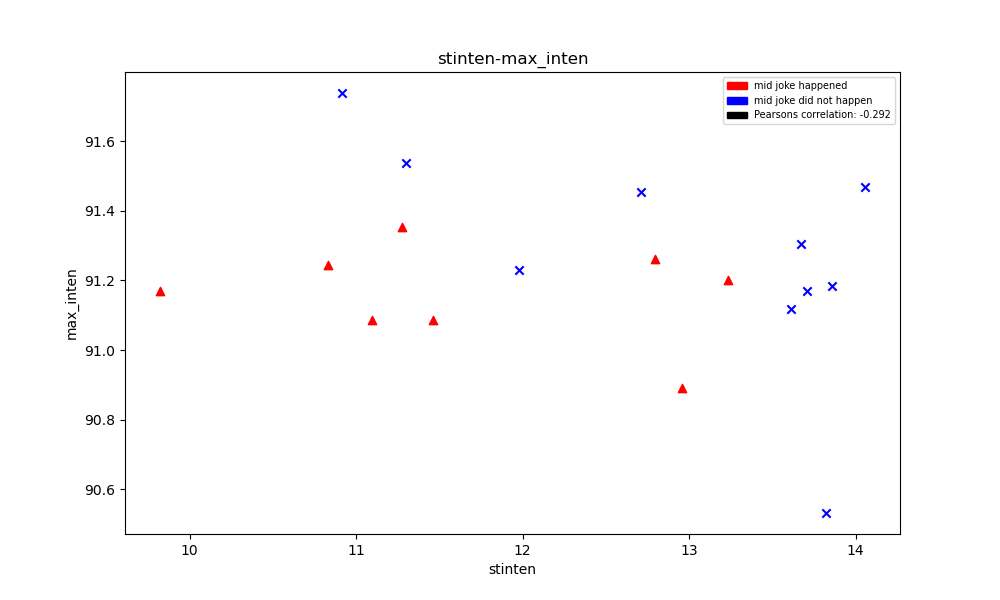 stinten-max_inten
mid joke happened
mid joke did not happen
Pearsons correlation: -0.292
91.6
91.4
91.2
91.0
90.8
90.6
max_inten
10 11 12 13 14
stinten